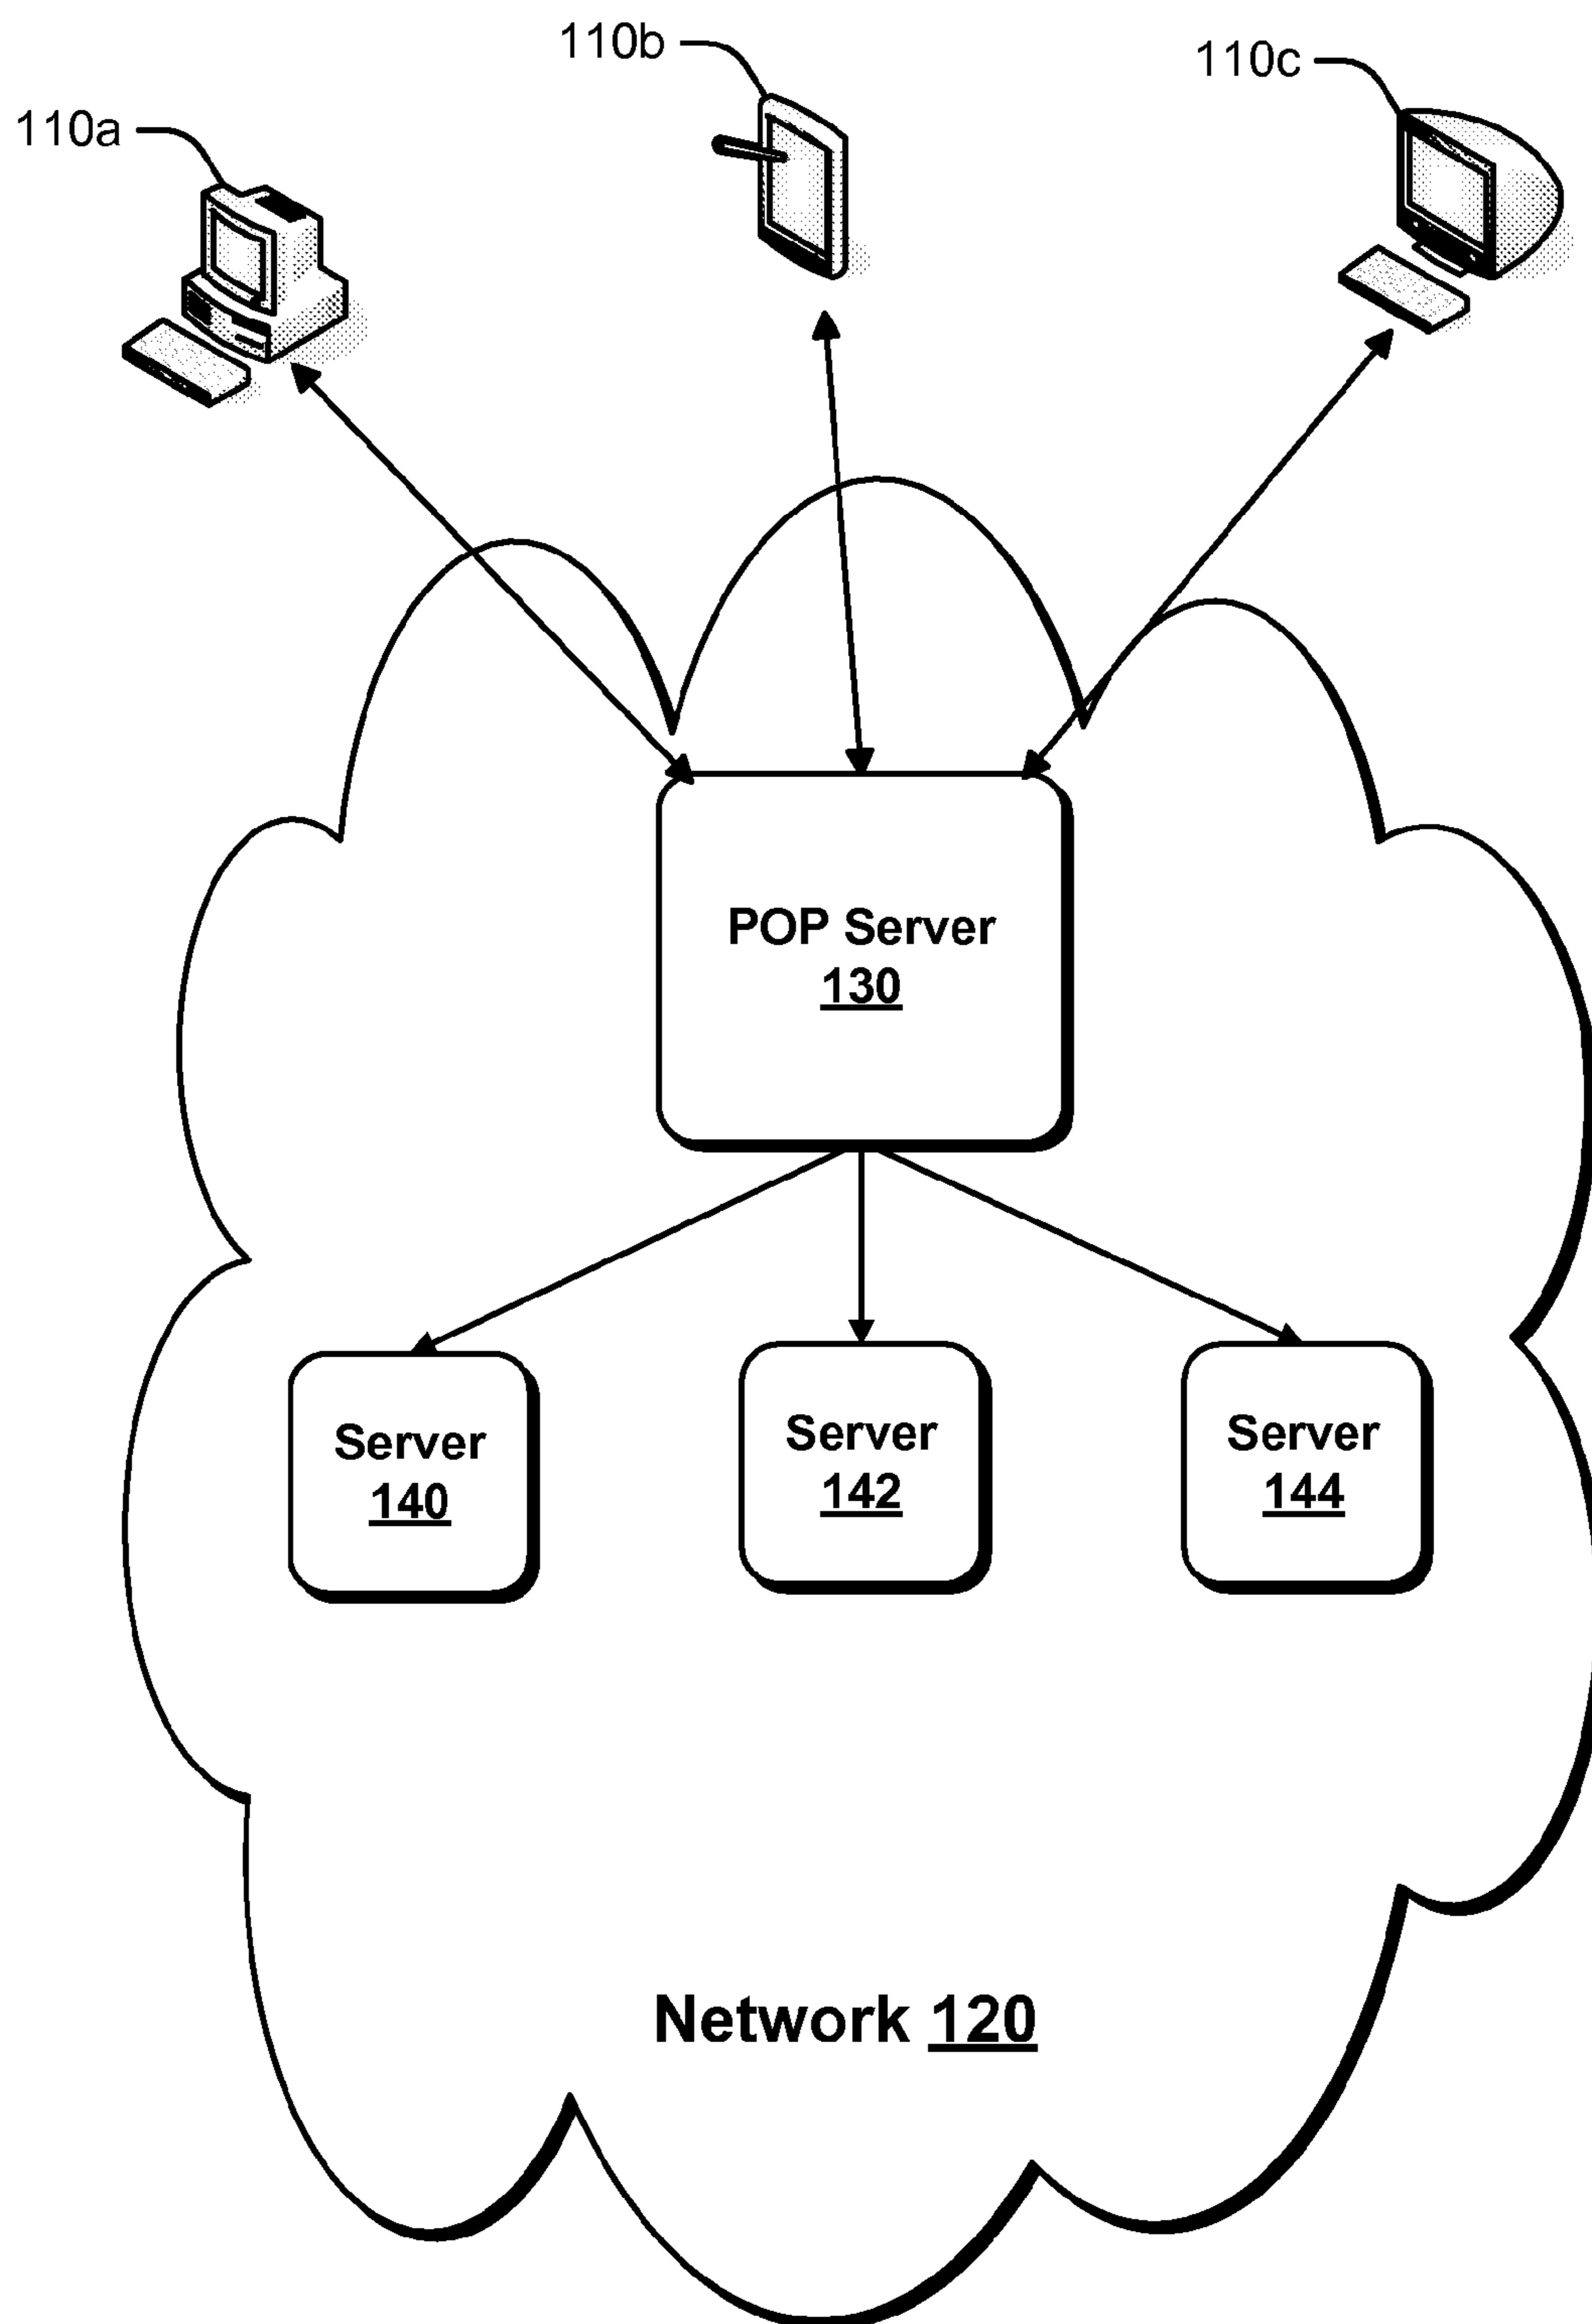 110b
110c
110a
POP Server
130
Server
140
Server
142
Server
144
Network 120